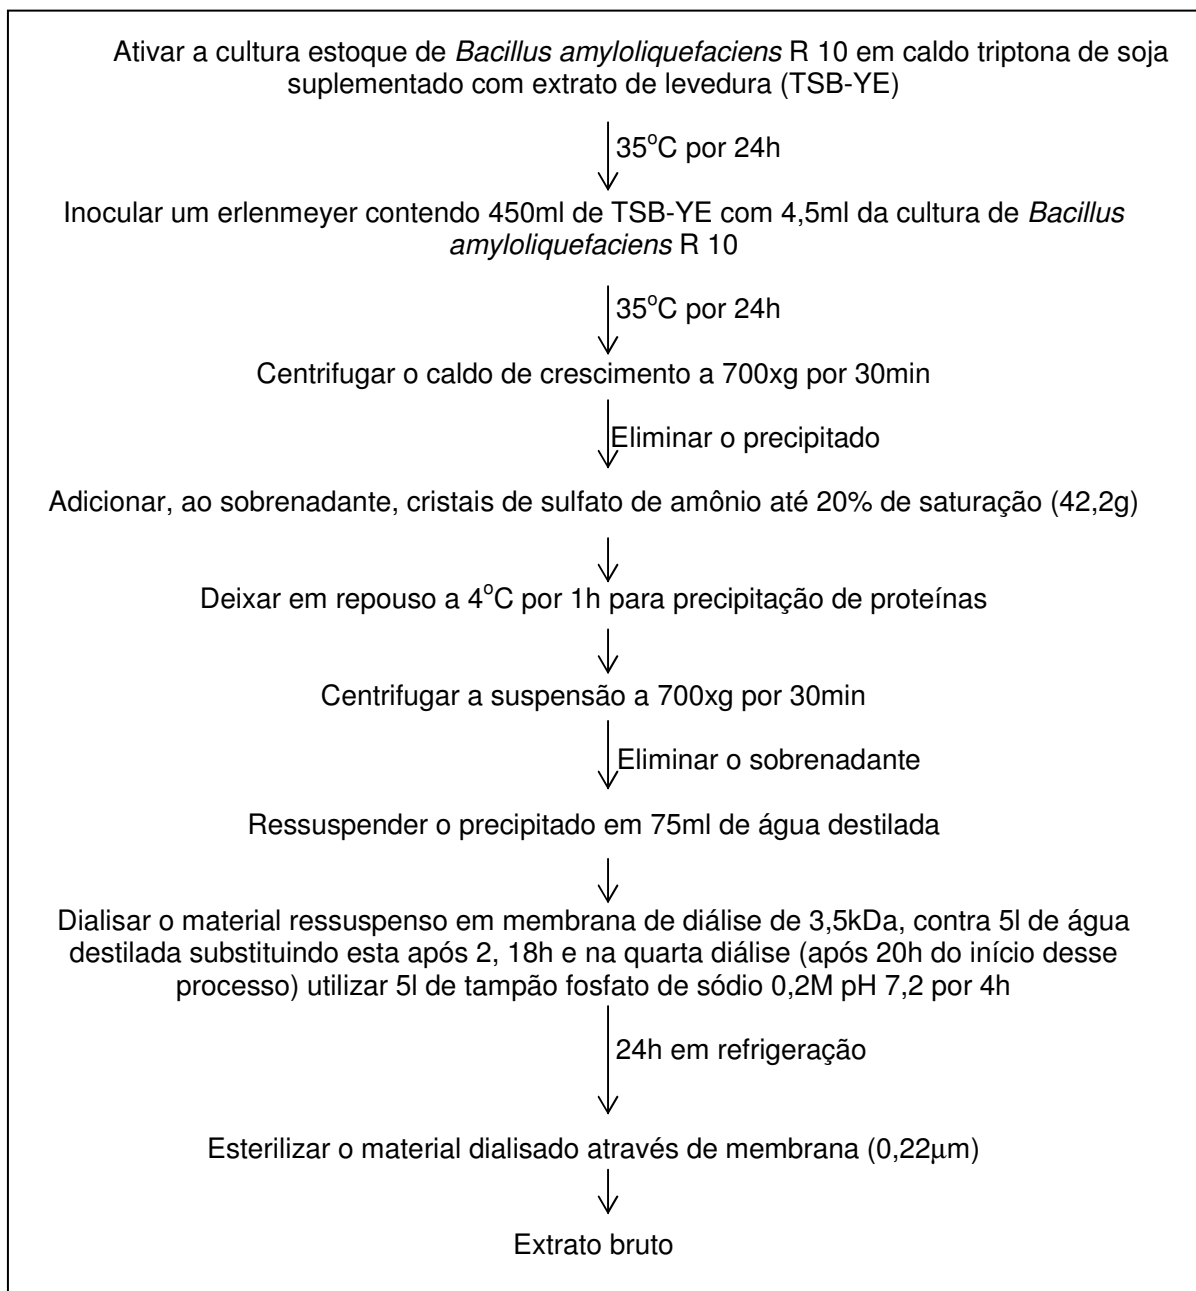 Ativar a cultura estoque de Bacillus amyloliquefaciens R 10 em caldo triptona de soja
suplementado com extrato de levedura (TSB-YE)
35°C por 24h
Inocular um erlenmeyer contendo 450ml de TSB-YE com 4,5ml da cultura de Bacillus
amyloliquefaciens R 10
35°C por 24h
Centrifugar o caldo de crescimento a 700xg por 30min
Eliminar o precipitado
Adicionar, ao sobrenadante, cristais de sulfato de amônio até 20% de saturação (42,2g)
Deixar em repouso a 4°C por 1h para precipitação de proteínas
Centrifugar a suspensão a 700xg por 30min
Eliminar o sobrenadante
Ressuspender o precipitado em 75ml de água destilada
Dialisar o material ressuspenso em membrana de diálise de 3,5kDa, contra 5l de água
destilada substituindo esta após 2, 18h e na quarta diálise (após 20h do início desse
processo) utilizar 5l de tampão fosfato de sódio 0,2M pH 7,2 por 4h
24h em refrigeração
Esterilizar o material dialisado através de membrana (0,22μm)
Extrato bruto